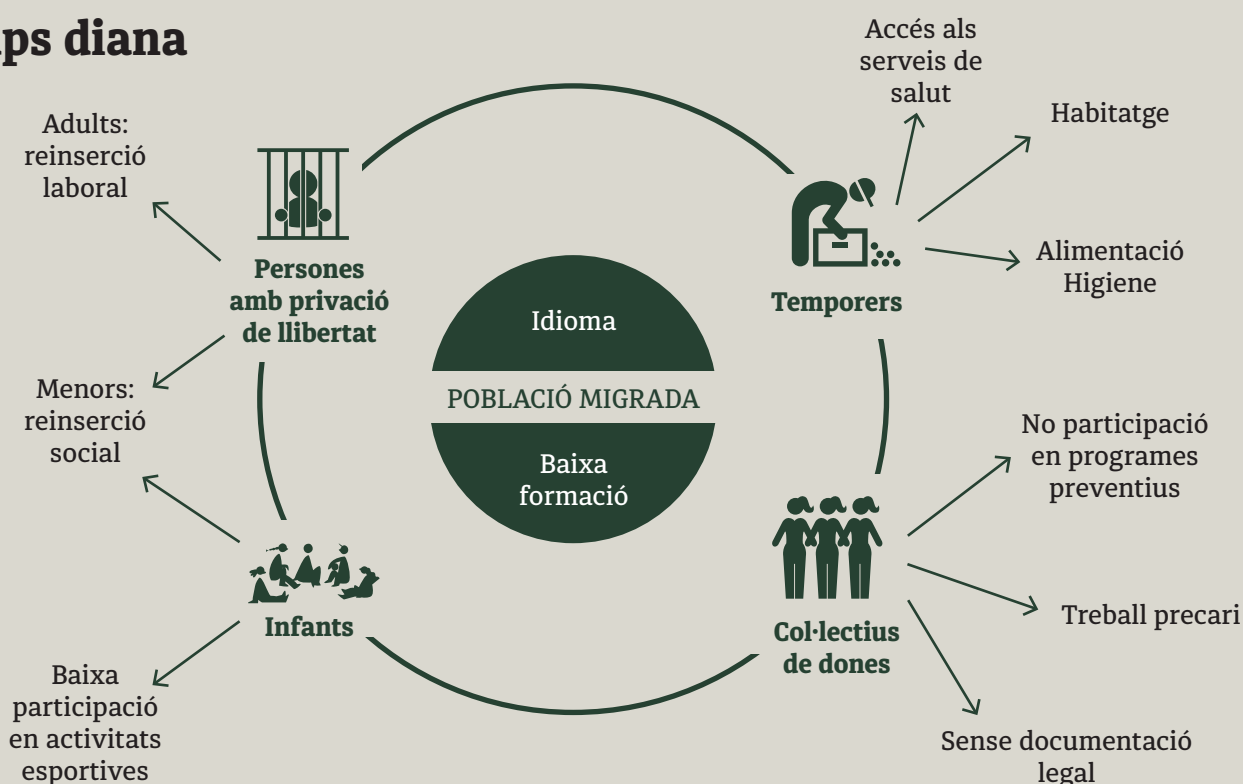 ps diana
Adults:
reinserció
laboral
Persones
amb privació
de llibertat
Menors:
reinserció
social
Infants
Baixa
participació
en activitats
esportives
Idioma
POBLACIÓ MIGRADA
Baixa
formació
Accés als
serveis de
salut
Habitatge
Alimentació
Higiene
Temporers
No participació
en programes
preventius
Treball precari
Col·lectius
de dones
Sense documentació
legal